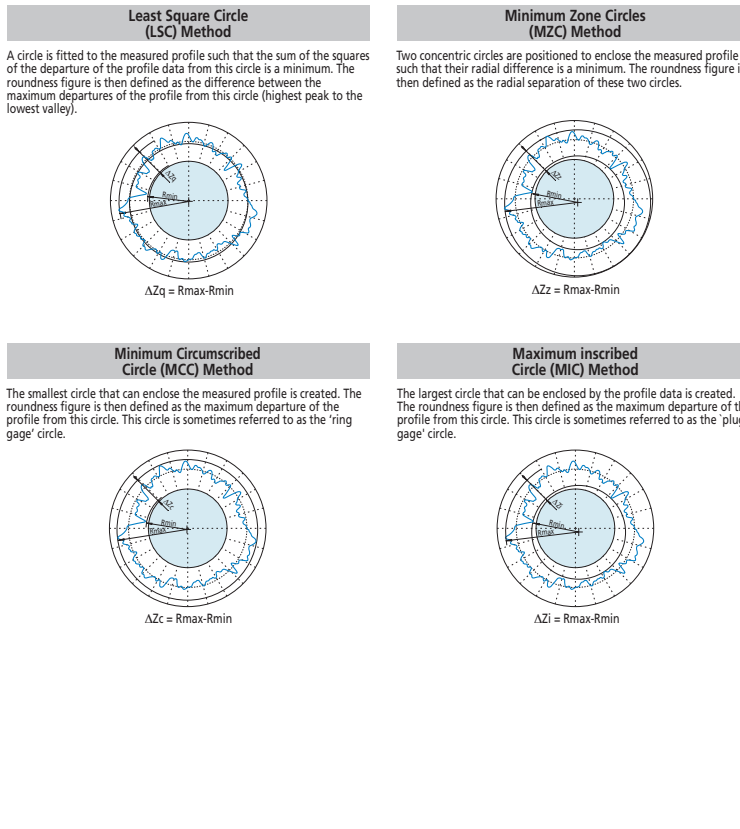 Least Square Circle
(LSC) Method
A circle is fitted to the measured profile such that the sum of the squares
of the departure of the profile data from this circle is a minimum. The
roundness figure is then defined as the difference between the
maximum departures of the profile from this circle (highest peak to the
lowest valley).
ΔZq
Rmin
Rmax
ΔZq = Rmax-Rmin
Minimum Zone Circles
(MZC) Method
Two concentric circles are positioned to enclose the measured profile
such that their radial difference is a minimum. The roundness figure i
then defined as the radial separation of these two circles.
ΔZz
Rmin
Rmax
ΔZz = Rmax-Rmin
Minimum Circumscribed
Circle (MCC) Method
The smallest circle that can enclose the measured profile is created. The
roundness figure is then defined as the maximum departure of the
profile from this circle. This circle is sometimes referred to as the ‘ring
gage’ circle.
ΔZc
Rmin
Rmax
ΔZc = Rmax-Rmin
Maximum inscribed
Circle (MIC) Method
The largest circle that can be enclosed by the profile data is created.
The roundness figure is then defined as the maximum departure of t
profile from this circle. This circle is sometimes referred to as the `plu
gage' circle.
ΔZi
Rmin
Rmax
ΔZi = Rmax-Rmin